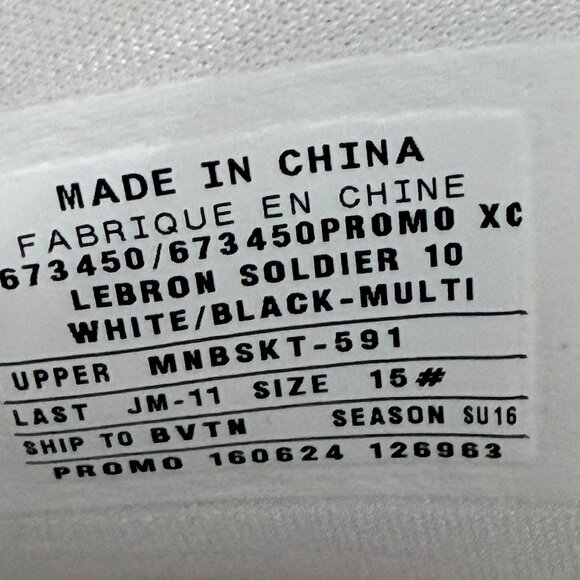 MADE IN CHINA
FABRIQUE EN CHINE
673450/673450PROMO XC
LEBRON SOLDIER 10
WHITE/BLACK-MULTI
UPPER MNBSKT-591
LAST JM-11 SIZE 15#
SHIP TO BVTN SEASON SU16
PROMO 160624 126963